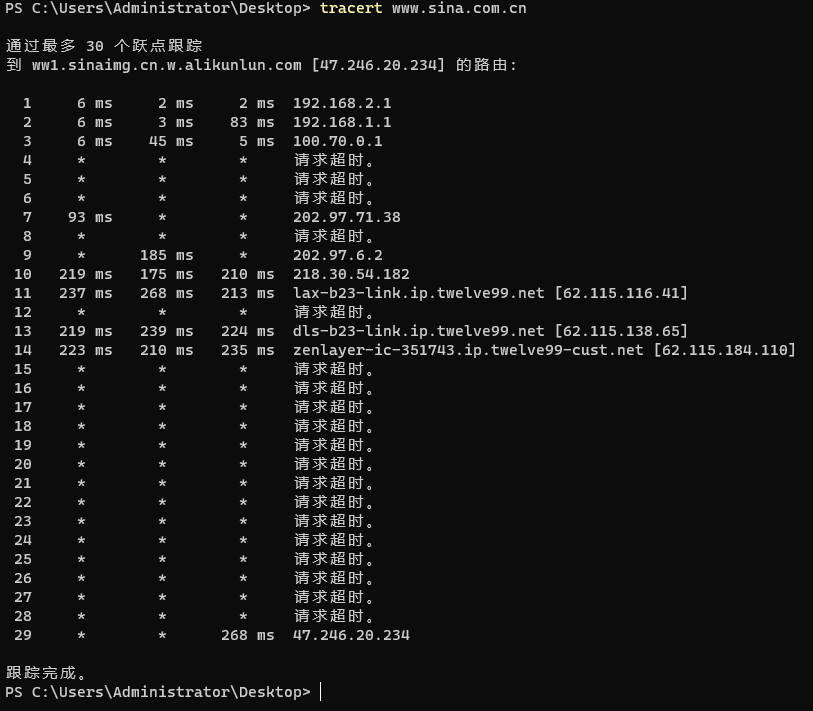 PS C:\Users\Administrator\Desktop> tracert www.sina.com.cn
通过最多 30 个跃点跟踪
到 ww1.sinaimg.cn.w.alikunlun.com [47.246.20.234] 的路由:
1 6 ms 2 ms 2 ms 192.168.2.1
2 6 ms 3 ms 83 ms 192.168.1.1
3 6 ms 45 ms 5 ms 100.70.0.1
4 * * * 请求超时。
5 * * * 请求超时。
6 * * * 请求超时。
7 93 ms * * 202.97.71.38
8 * * * 请求超时。
9 * 185 ms * 202.97.6.2
10 219 ms 175 ms 210 ms 218.30.54.182
11 237 ms 268 ms 213 ms lax-b23-link.ip.twelve99.net [62.115.116.41]
12 * * * 请求超时。
13 219 ms 239 ms 224 ms dls-b23-link.ip.twelve99.net [62.115.138.65]
14 223 ms 210 ms 235 ms zenlayer-ic-351743.ip.twelve99-cust.net [62.115.184.110]
15 * * * 请求超时。
16 * * * 请求超时。
17 * * * 请求超时。
18 * * * 请求超时。
19 * * * 请求超时。
20 * * * 请求超时。
21 * * * 请求超时。
22 * * * 请求超时。
23 * * * 请求超时。
24 * * * 请求超时。
25 * * * 请求超时。
26 * * * 请求超时。
27 * * * 请求超时。
28 * * * 请求超时。
29 * * 268 ms 47.246.20.234
跟踪完成。
PS C:\Users\Administrator\Desktop>